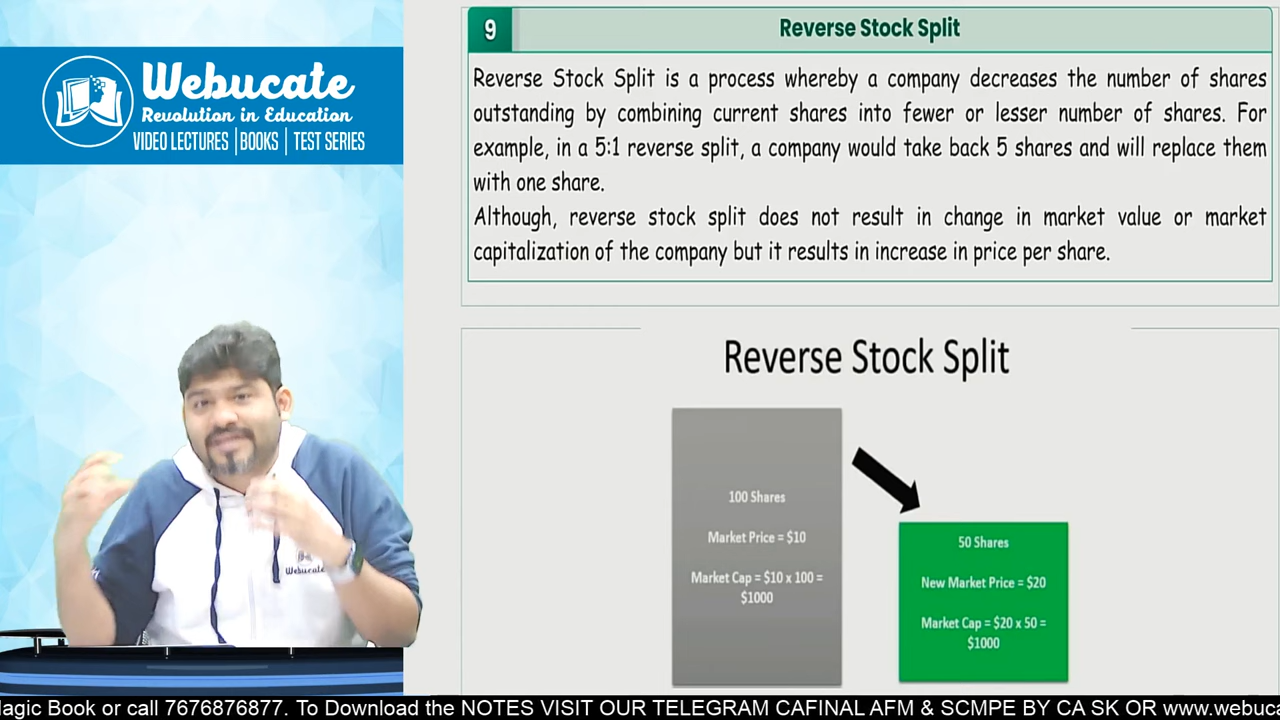 Webucate
Revolution in Education
VIDEO LECTURES | BOOKS | TEST SERIES
9
Reverse Stock Split
Reverse Stock Split is a process whereby a company decreases the number of shares
outstanding by combining current shares into fewer or lesser number of shares. For
example, in a 5:1 reverse split, a company would take back 5 shares and will replace them
with one share.
Although, reverse stock split does not result in change in market value or market
capitalization of the company but it results in increase in price per share.
Reverse Stock Split
100 Shares
Market Price = $10
Market Cap = $10 x 100 =
$1000
50 Shares
New Market Price = $20
Market Cap = $20 x 50 =
$1000
Webucate
lagic Book or call 7676876877. To Download the NOTES VISIT OUR TELEGRAM CAFINAL AFM & SCMPE BY CA SK OR www.webuca